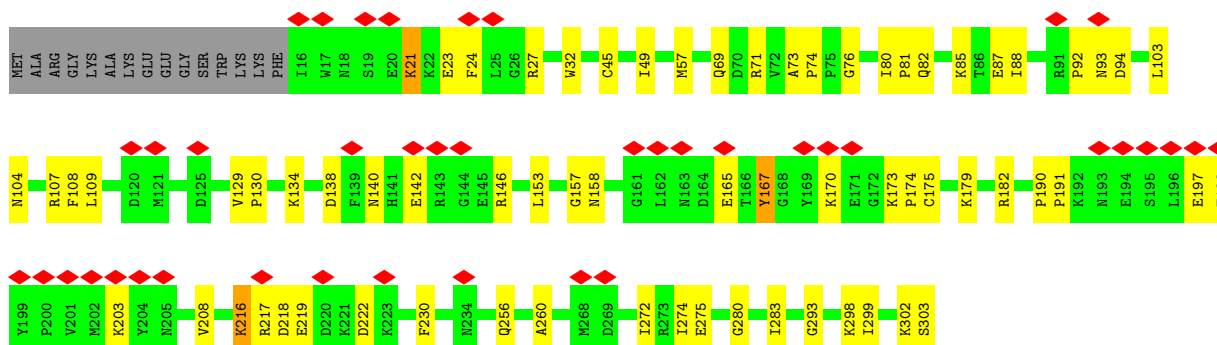 MET ALA ARG GLY LYS ALA LYS GLU GLU GLY SER TRP LYS LYS PHE I16 W17 N18 S19 E20 K21 K22 E23 F24 L25 G26 R27 W32 C45 I49 M57 Q69 D70 R71 V72 A73 P74 P75 G76 I80 P81 Q82 K85 T86 E87 I88 R91 P92 N93 D94 L103
N104 R107 F108 L109 D120 M121 D125 V129 P130 K134 D138 F139 N140 H141 E142 R143 G144 E145 R146 L153 G157 N158 G161 L162 N163 D164 E165 T166 Y167 G168 Y169 K170 E171 G172 K173 P174 C175 K179 R182 P190 P191 K192 N193 E194 S195 L196 E197
Y199 P200 V201 M202 K203 Y204 N205 V208 K216 R217 D218 E219 D220 K221 D222 K223 F230 N234 Q256 A260 M268 D269 I272 R273 I274 E275 G280 I283 G293 K298 I299 K302 S303